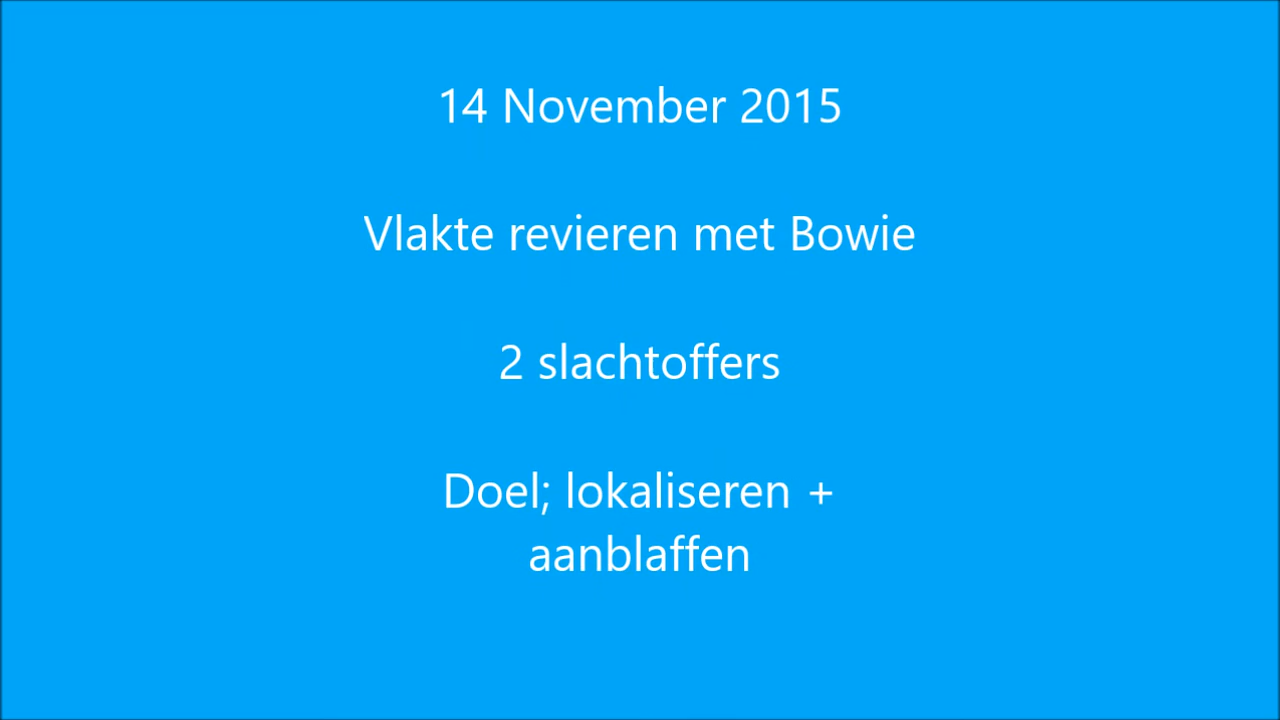 14 November 2015
Vlakte revieren met Bowie
2 slachtoffers
Doel; lokaliseren +
aanblaffen